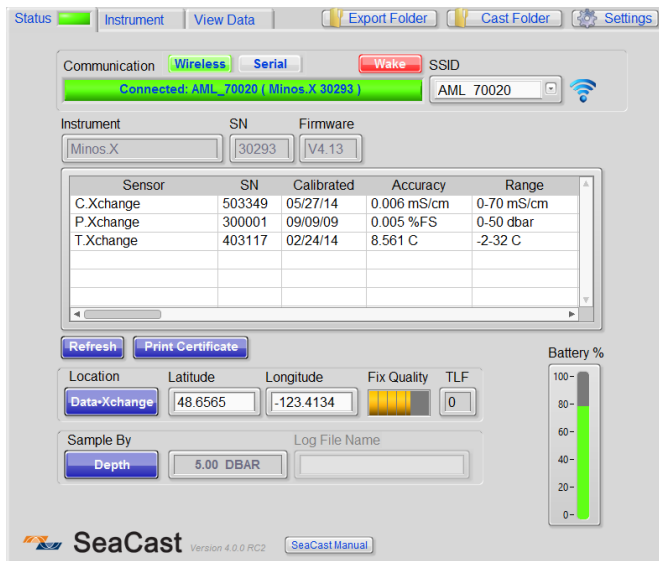 Status Instrument View Data Export Folder Cast Folder Settings
Communication Wireless Serial Wake SSID
Connected: AML_70020 ( Minos.X 30293 ) AML_70020
Instrument SN Firmware
Minos.X 30293 V4.13
Sensor SN Calibrated Accuracy Range
C.Xchange 503349 05/27/14 0.006 mS/cm 0-70 mS/cm
P.Xchange 300001 09/09/09 0.005 %FS 0-50 dbar
T.Xchange 403117 02/24/14 8.561 C -2-32 C
Refresh Print Certificate
Battery %
Location Latitude Longitude Fix Quality TLF
Data•Xchange 48.6565 -123.4134 0
Sample By Log File Name
Depth 5.00 DBAR
100
80
60
40
20
0
SeaCast Version 4.0.0 RC2 SeaCast Manual